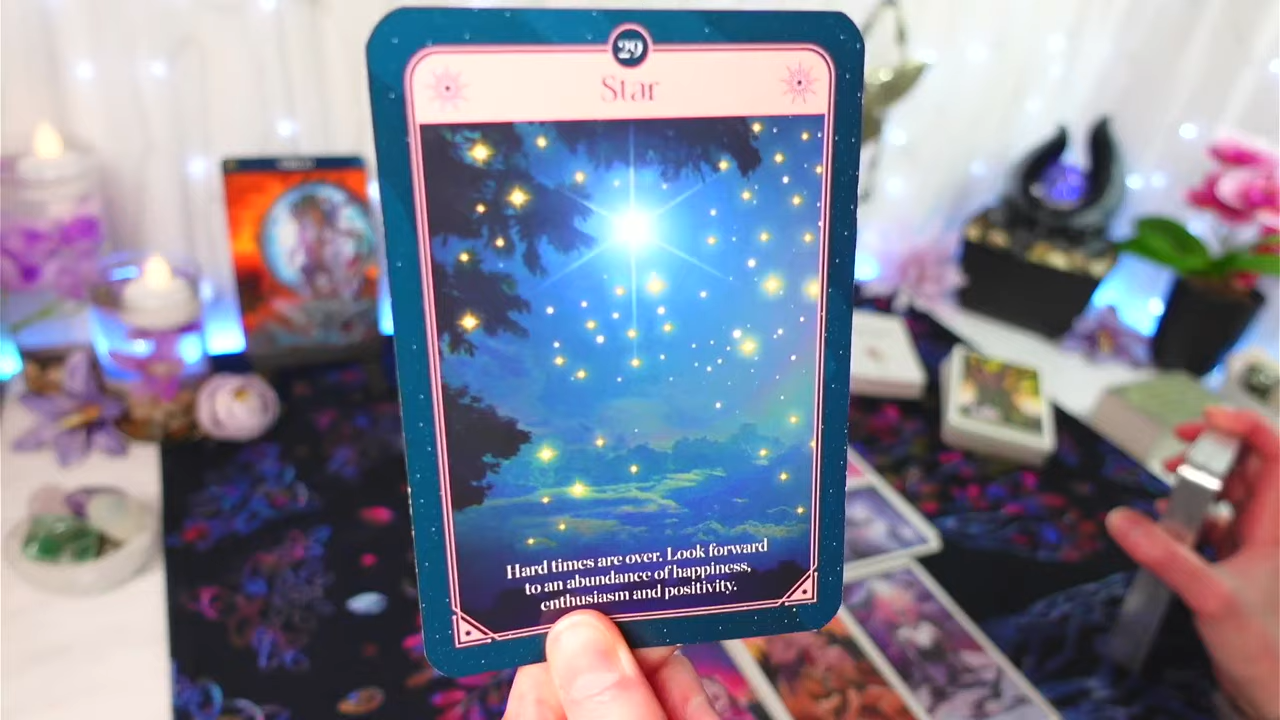 29
Star
Hard times are over. Look forward
to an abundance of happiness,
enthusiasm and positivity.